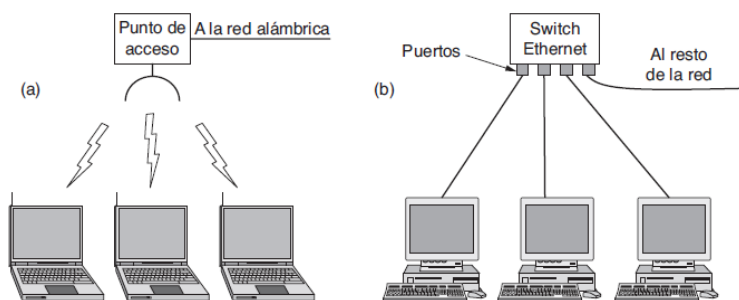 Punto de
acceso
A la red alámbrica
(a)
Switch
Ethernet
Puertos
Al resto
de la red
(b)